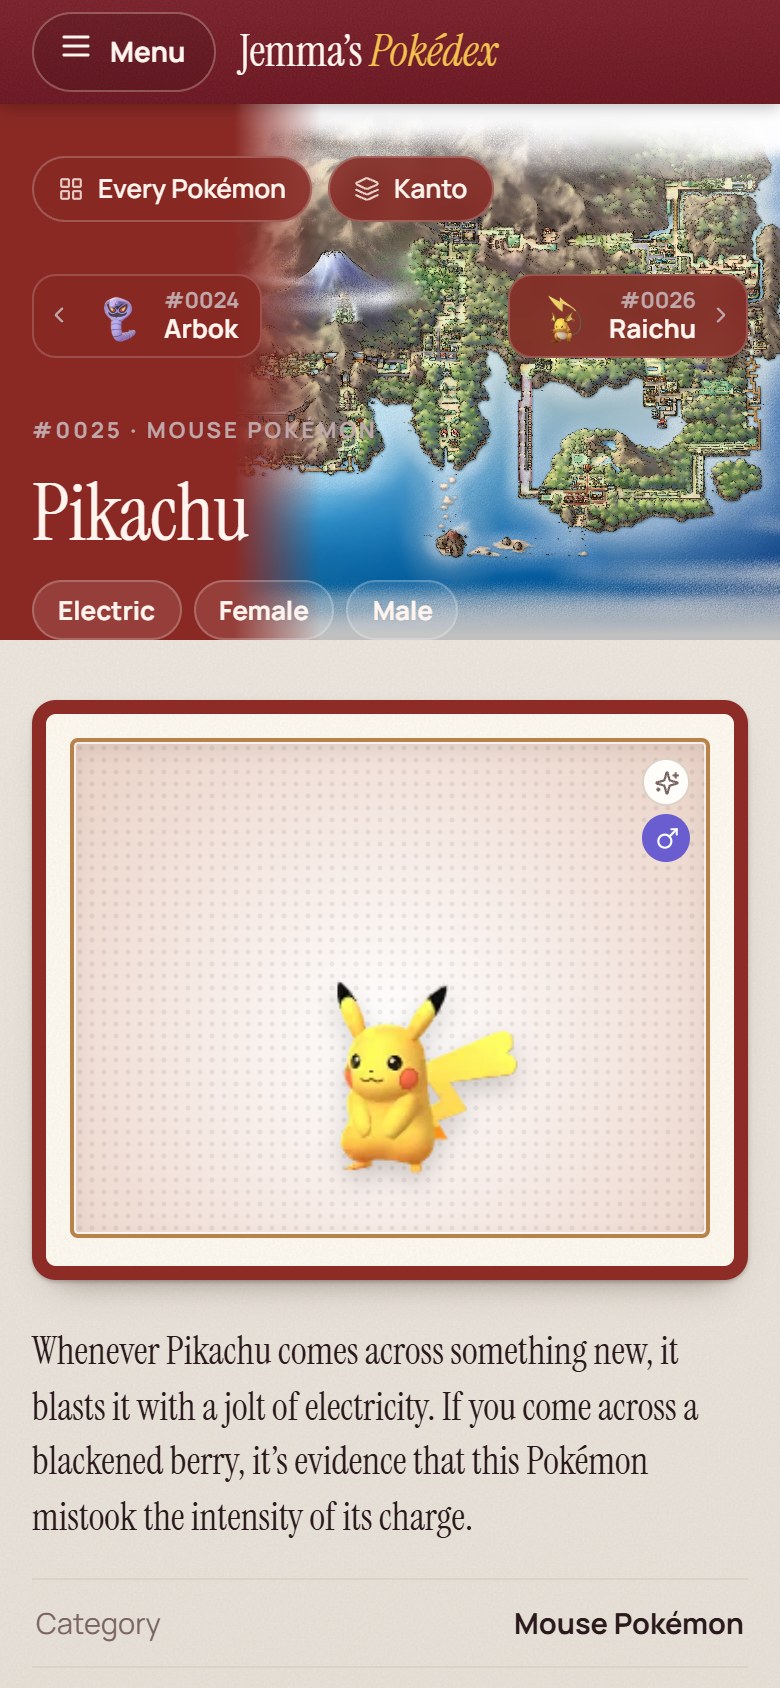 Menu
Jemma’s Pokédex
Every Pokémon
Kanto
#0024
Arbok
#0026
Raichu
#0025 · MOUSE POKÉMON
Pikachu
Electric
Female
Male
Whenever Pikachu comes across something new, it
blasts it with a jolt of electricity. If you come across a
blackened berry, it’s evidence that this Pokémon
mistook the intensity of its charge.
Category
Mouse Pokémon